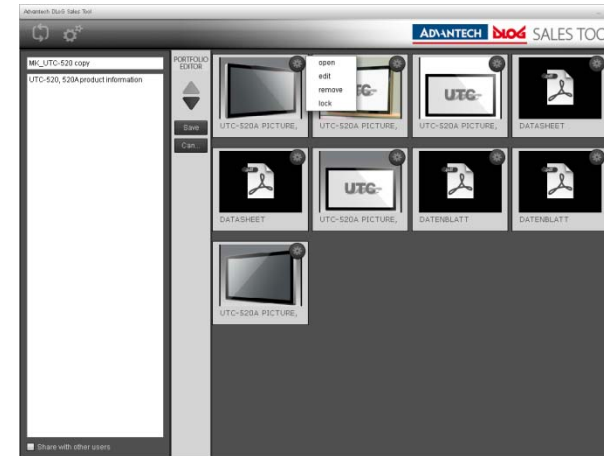 Advantech DLoG Sales Tool
ADVANTECH DLOG SALES TOO
MK_UTC-520 copy
UTC-520, 520A product information
PORTFOLIO
EDITOR
Save
Can...
open
edit
remove
lock
UTC-520A PICTURE,
UTC-520A PICTURE,
UTC-
UTC-520A PICTURE,
DATASHEET
DATASHEET
UTC-
UTC-520A PICTURE,
DATENBLATT
DATENBLATT
UTC-520A PICTURE,
Share with other users